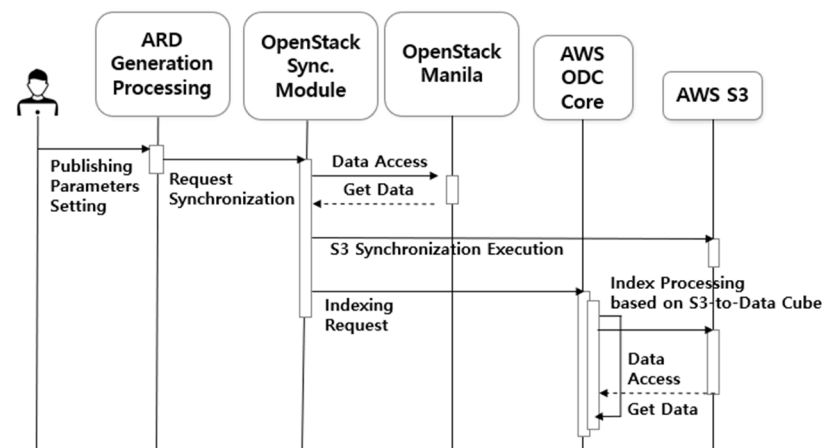 ARD
Generation
Processing
OpenStack
Sync.
Module
OpenStack
Manila
AWS
ODC
Core
AWS S3
Publishing
Parameters
Setting
Request
Synchronization
Data Access
Get Data
S3 Synchronization Execution
Indexing
Request
Index Processing
based on S3-to-Data Cube
Data
Access
Get Data